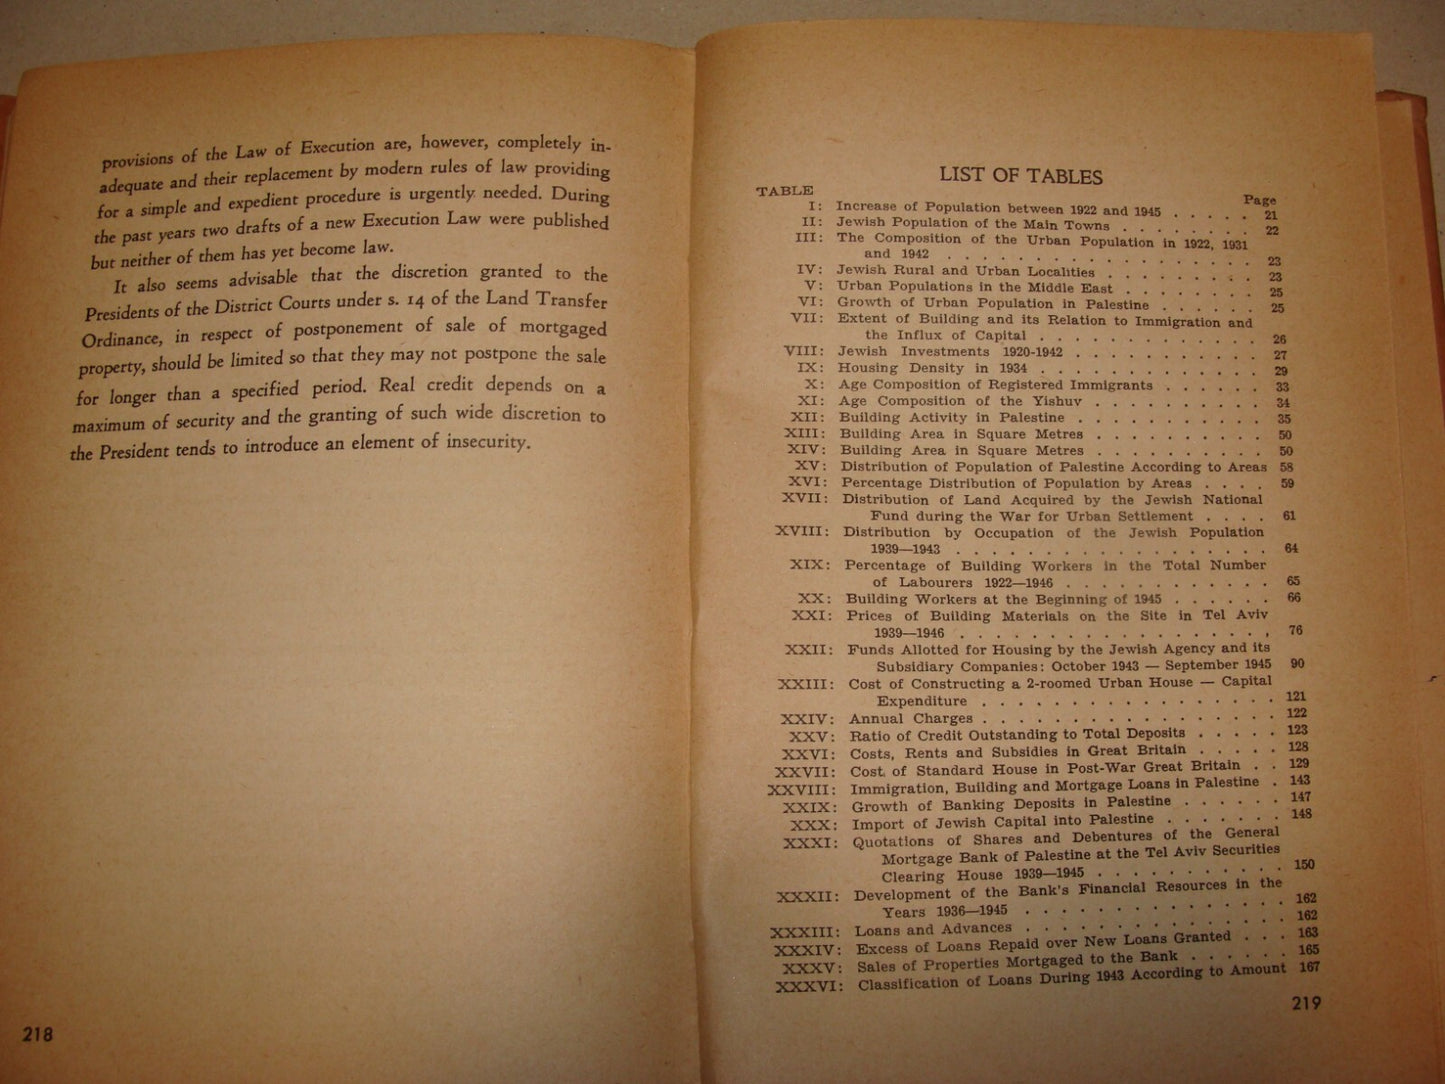 provisions of the Law of Execution are, however, completely in-
adequate and their replacement by modern rules of law providing
for a simple and expedient procedure is urgently needed. During
the past years two drafts of a new Execution Law were published
but neither of them has yet become law.
It also seems advisable that the discretion granted to the
Presidents of the District Courts under s. 14 of the Land Transfer
Ordinance, in respect of postponement of sale of mortgaged
property, should be limited so that they may not postpone the sale
for longer than a specified period. Real credit depends on a
maximum of security and the granting of such wide discretion to
the President tends to introduce an element of insecurity.
218
LIST OF TABLES
TABLE Page
I: Increase of Population between 1922 and 1945 . . . . . 21
II: Jewish Population of the Main Towns . . . . . . . . 22
III: The Composition of the Urban Population in 1922, 1931
and 1942 . . . . . . . . . . . . . . . . . 23
IV: Jewish Rural and Urban Localities . . . . . . . . 23
V: Urban Populations in the Middle East . . . . . . . . 25
VI: Growth of Urban Population in Palestine . . . . . . 25
VII: Extent of Building and its Relation to Immigration and
the Influx of Capital . . . . . . . . . . . . 26
VIII: Jewish Investments 1920-1942 . . . . . . . . . . 27
IX: Housing Density in 1934 . . . . . . . . . . . . 29
X: Age Composition of Registered Immigrants . . . . . . 33
XI: Age Composition of the Yishuv . . . . . . . . . . 34
XII: Building Activity in Palestine . . . . . . . . . . . 35
XIII: Building Area in Square Metres . . . . . . . . . . 50
XIV: Building Area in Square Metres . . . . . . . . . . 50
XV: Distribution of Population of Palestine According to Areas 58
XVI: Percentage Distribution of Population by Areas . . . . 59
XVII: Distribution of Land Acquired by the Jewish National
Fund during the War for Urban Settlement . . . . 61
XVIII: Distribution by Occupation of the Jewish Population
1939—1943 . . . . . . . . . . . . . . . . . 64
XIX: Percentage of Building Workers in the Total Number
of Labourers 1922—1946 . . . . . . . . . . . . 65
XX: Building Workers at the Beginning of 1945 . . . . . . 66
XXI: Prices of Building Materials on the Site in Tel Aviv
1939—1946 . . . . . . . . . . . . . . . . . 76
XXII: Funds Allotted for Housing by the Jewish Agency and its
Subsidiary Companies: October 1943 — September 1945 90
XXIII: Cost of Constructing a 2-roomed Urban House — Capital
Expenditure . . . . . . . . . . . . . . . . 121
XXIV: Annual Charges . . . . . . . . . . . . . . . . 122
XXV: Ratio of Credit Outstanding to Total Deposits . . . . . 123
XXVI: Costs, Rents and Subsidies in Great Britain . . . . . 128
XXVII: Cost of Standard House in Post-War Great Britain . . 129
XXVIII: Immigration, Building and Mortgage Loans in Palestine . 143
XXIX: Growth of Banking Deposits in Palestine . . . . . . 147
XXX: Import of Jewish Capital into Palestine . . . . . . . 148
XXXI: Quotations of Shares and Debentures of the General
Mortgage Bank of Palestine at the Tel Aviv Securities
Clearing House 1939—1945 . . . . . . . . . . 150
XXXII: Development of the Bank's Financial Resources in the
Years 1936—1945 . . . . . . . . . . . . . . 162
XXXIII: Loans and Advances . . . . . . . . . . . . . . 162
XXXIV: Excess of Loans Repaid over New Loans Granted . . . 163
XXXV: Sales of Properties Mortgaged to the Bank . . . . . . 165
XXXVI: Classification of Loans During 1943 According to Amount 167
219